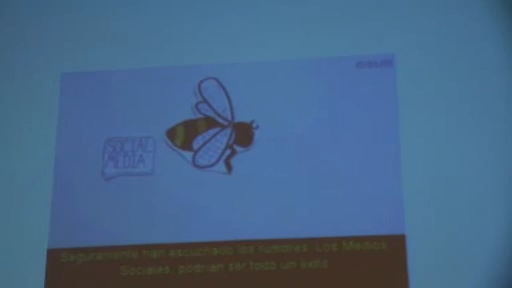 SOCIAL
MEDIA
Seguramente han escuchado los rumores. Los Medios
Sociales, podrían ser todo un éxito